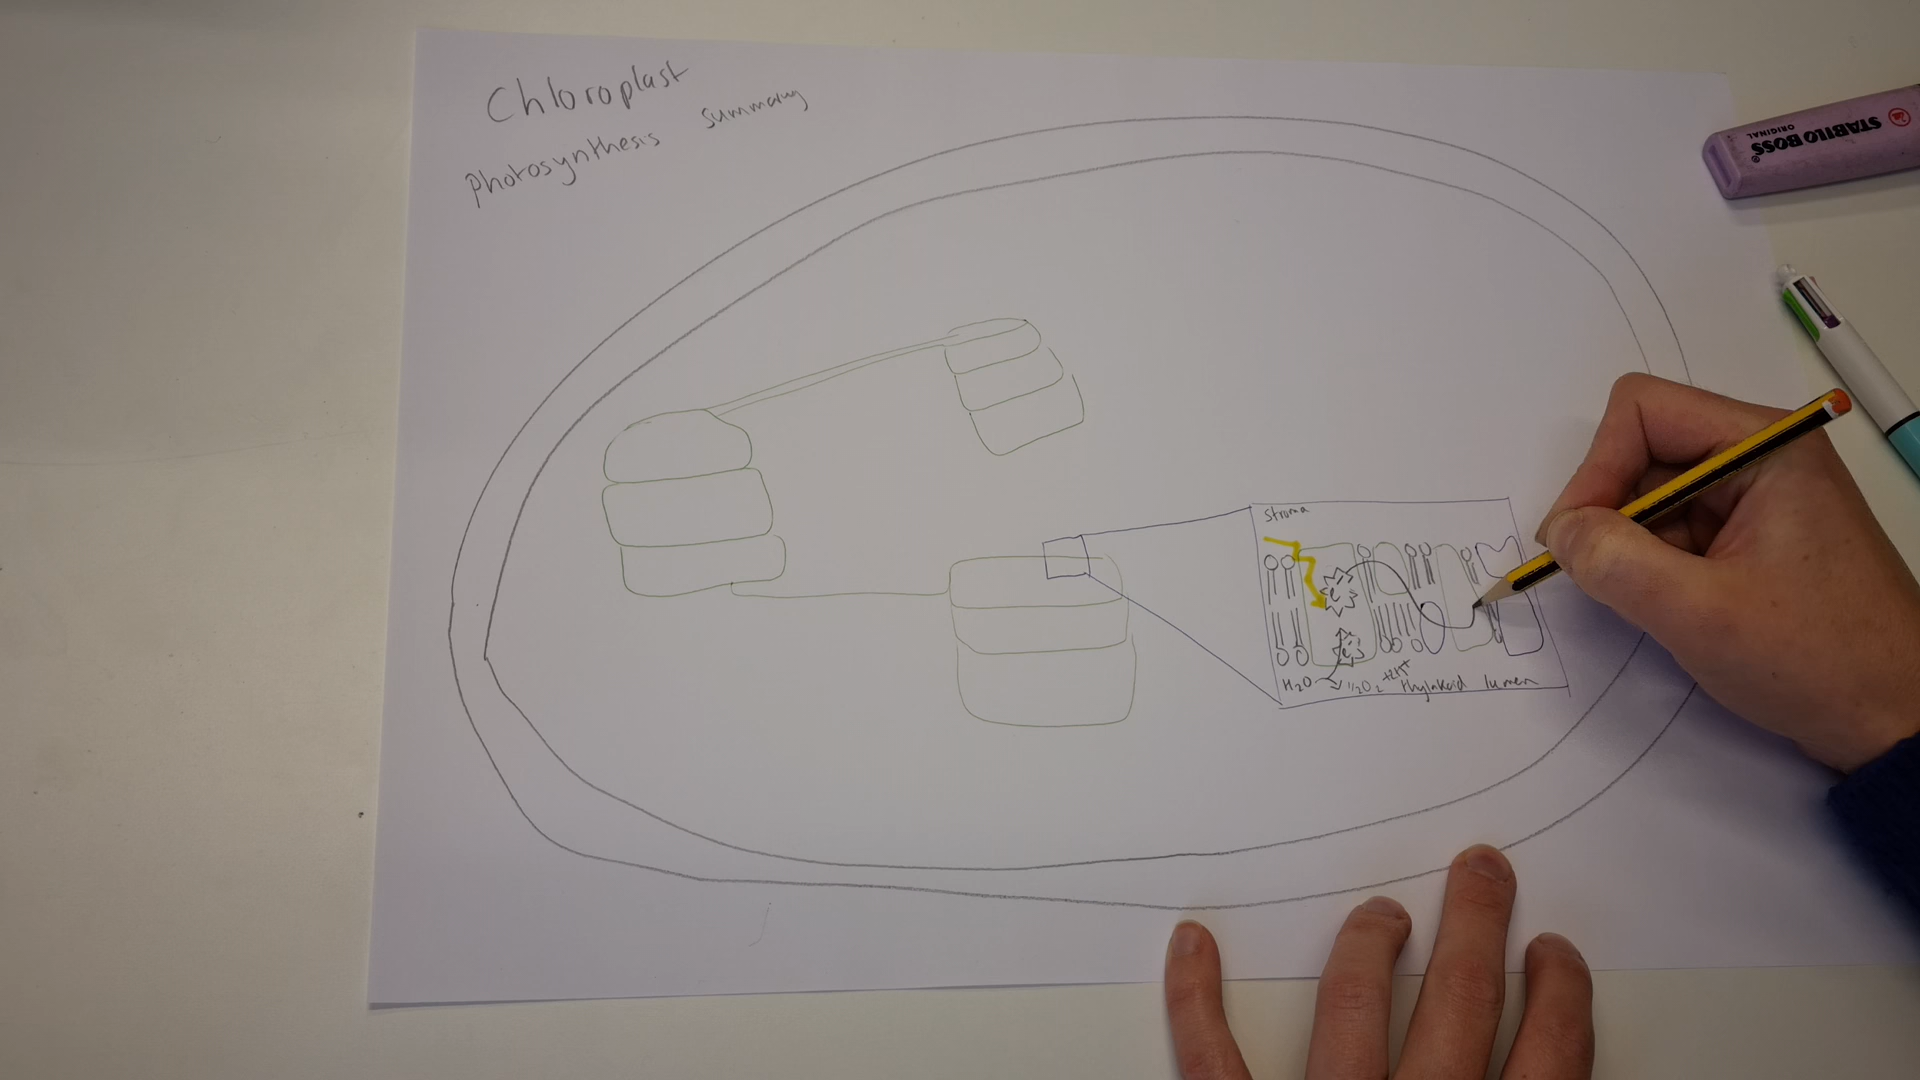 Chloroplast
photosynthesis summary
STABILO BOSS
ORIGINAL
Stroma
e-
e-
H2O
1/2O2 +2H+
thylakoid lumen